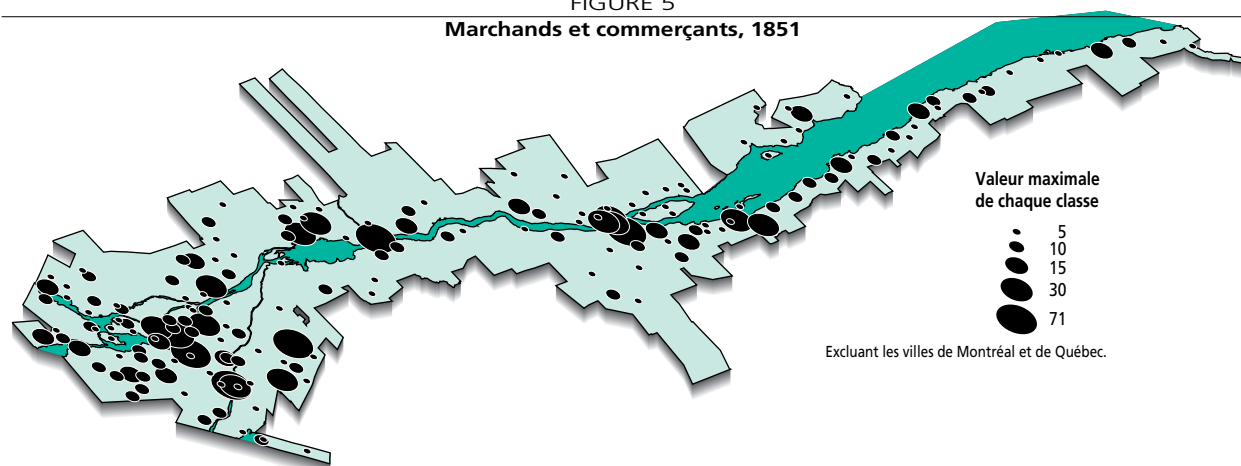 FIGURE 5
Marchands et commerçants, 1851
Valeur maximale
de chaque classe
5
10
15
30
71
Excluant les villes de Montréal et de Québec.